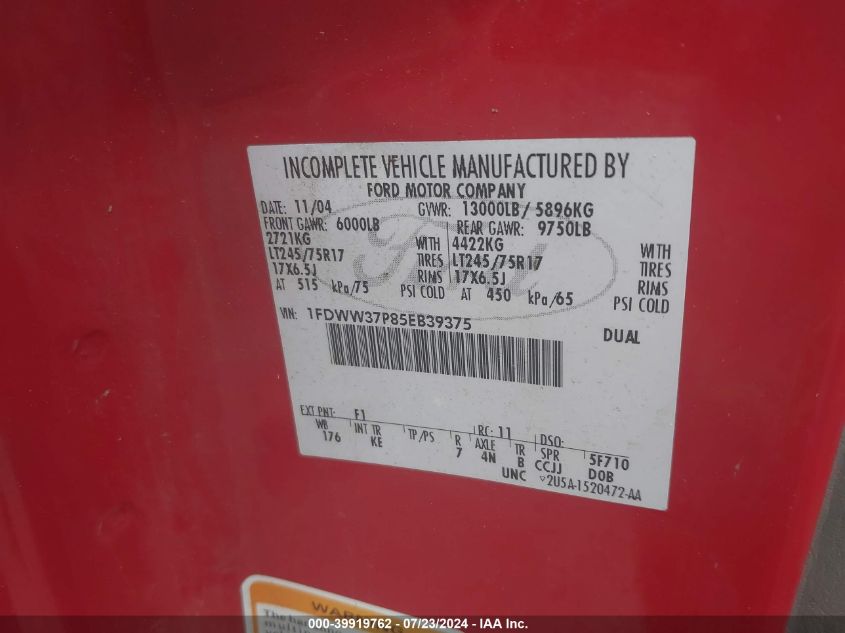 INCOMPLETE VEHICLE MANUFACTURED BY
FORD MOTOR COMPANY
DATE: 11/04 GVWR: 13000LB/ 5896KG
FRONT GAWR: 6000LB REAR GAWR: 9750LB
2721KG WITH 4422KG WITH
LT245/75R17 TIRES LT245/75R17 TIRES
17X6.5J RIMS 17X6.5J RIMS
AT 515 kPa/75 PSI COLD AT 450 kPa/65 PSI COLD
VIN: 1FDWW37P85EB39375 DUAL
EXT PNT: F1 RC: 11 DSO:
WB INT TR TP/PS R AXLE TR SPR 5F710
176 KE 7 4N B CCJJ DOB
UNC 2U5A-1520472-AA
WARNING
The
000-39919762 - 07/23/2024 - IAA Inc.